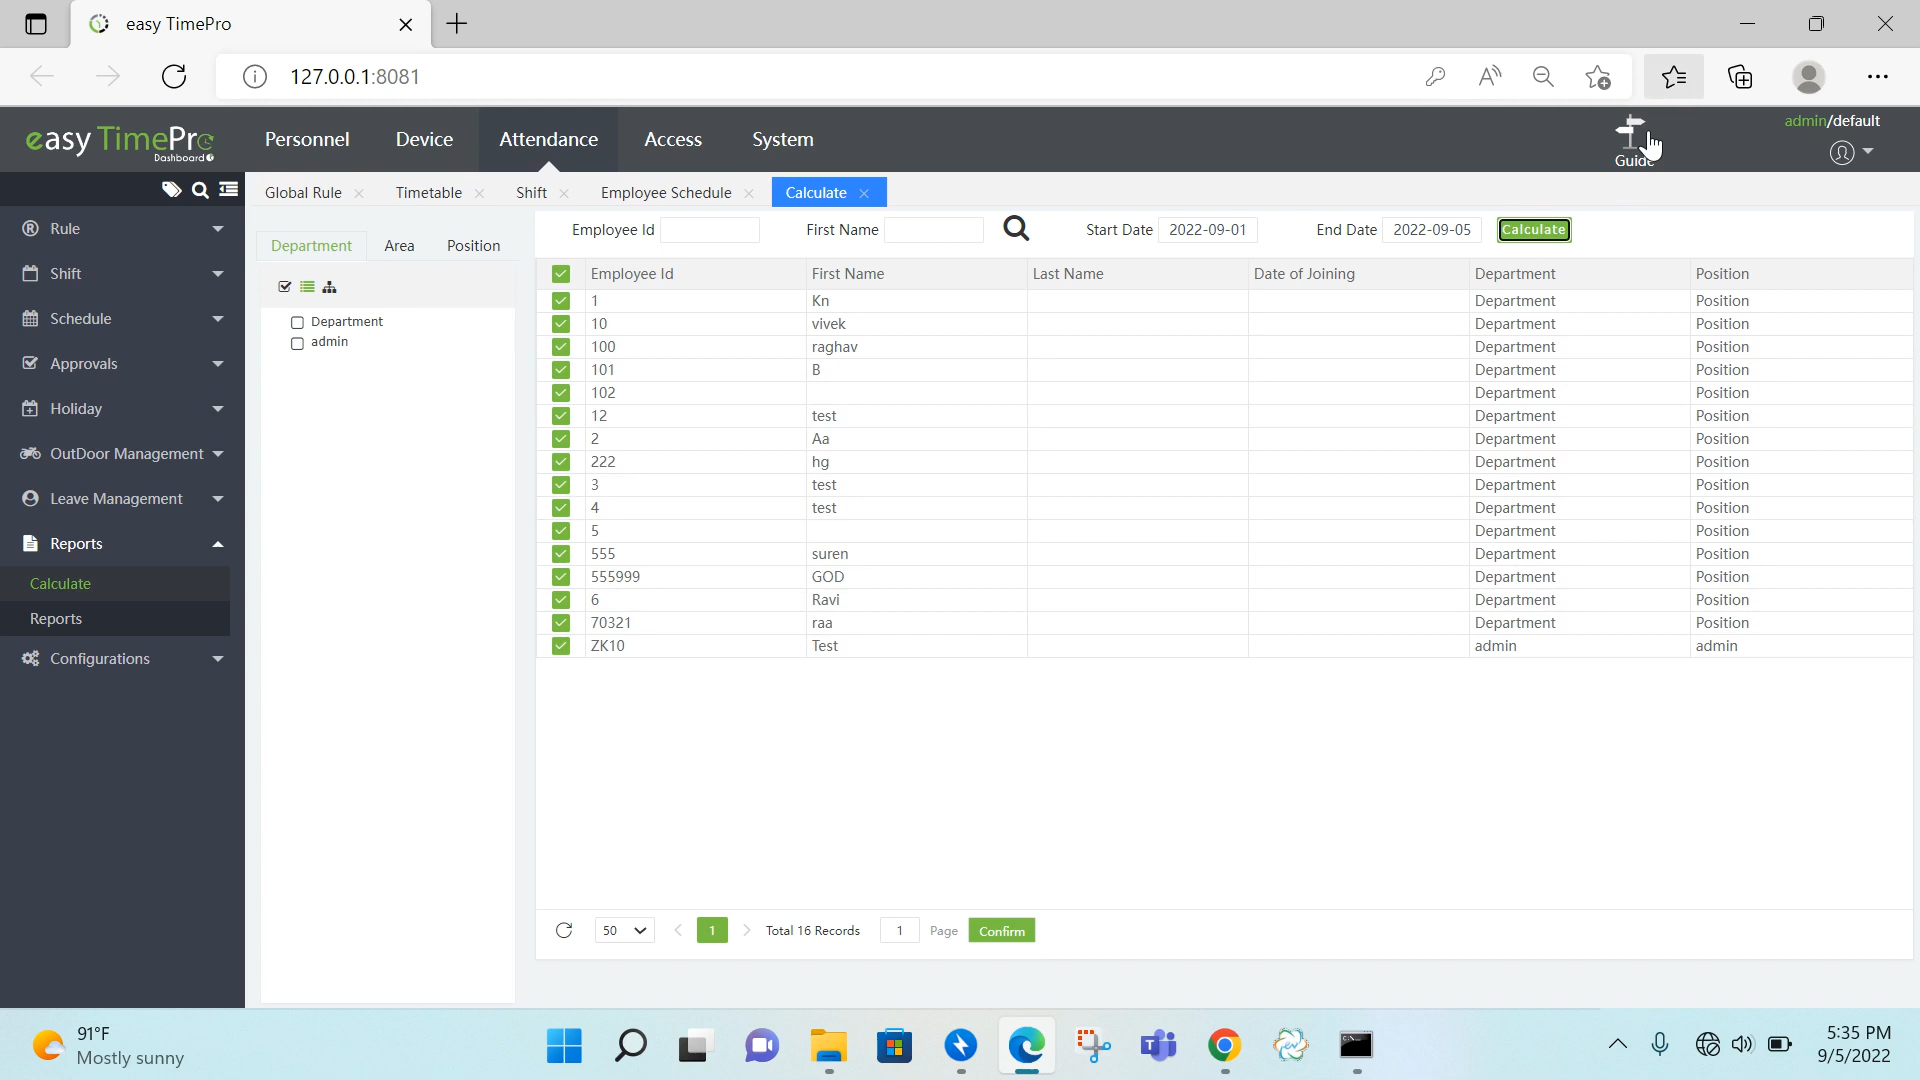 easy TimePro
127.0.0.1:8081
easy TimePro
Dashboard
Personnel Device Attendance Access System
Guide
admin/default
Global Rule Timetable Shift Employee Schedule Calculate
Rule
Shift
Schedule
Approvals
Holiday
OutDoor Management
Leave Management
Reports
Calculate
Reports
Configurations
Department Area Position
Department
admin
Employee Id First Name Start Date 2022-09-01 End Date 2022-09-05 Calculate
Employee Id First Name Last Name Date of Joining Department Position
1 Kn Department Position
10 vivek Department Position
100 raghav Department Position
101 B Department Position
102 Department Position
12 test Department Position
2 Aa Department Position
222 hg Department Position
3 test Department Position
4 test Department Position
5 Department Position
555 suren Department Position
555999 GOD Department Position
6 Ravi Department Position
70321 raa Department Position
ZK10 Test admin admin
50 1 Total 16 Records 1 Page Confirm
91°F
Mostly sunny
5:35 PM
9/5/2022